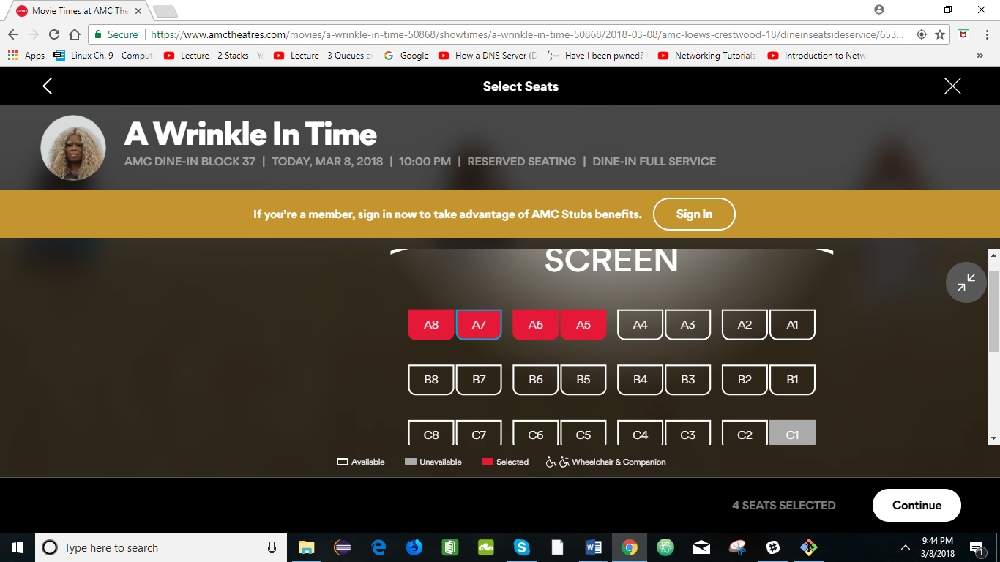 amc Movie Times at AMC The
Secure | https://www.amctheatres.com/movies/a-wrinkle-in-time-50868/showtimes/a-wrinkle-in-time-50868/2018-03-08/amc-loews-crestwood-18/dineinseatsideservice/653...
Apps Linux Ch. 9 - Comput Lecture - 2 Stacks - Yo Lecture - 3 Queues a Google How a DNS Server (D Have I been pwned? Networking Tutorials Introduction to Netw
Select Seats
A Wrinkle In Time
AMC DINE-IN BLOCK 37 | TODAY, MAR 8, 2018 | 10:00 PM | RESERVED SEATING | DINE-IN FULL SERVICE
If you're a member, sign in now to take advantage of AMC Stubs benefits. Sign In
SCREEN
A8 A7 A6 A5 A4 A3 A2 A1
B8 B7 B6 B5 B4 B3 B2 B1
C8 C7 C6 C5 C4 C3 C2 C1
Available Unavailable Selected Wheelchair & Companion
4 SEATS SELECTED Continue
Type here to search
9:44 PM
3/8/2018
1